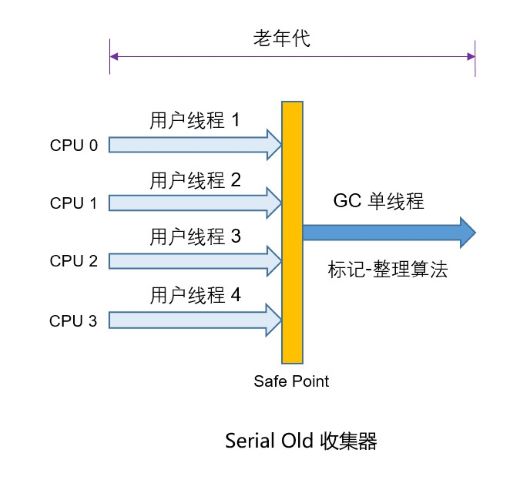 老年代
用户线程 1
CPU 0
用户线程 2
CPU 1
GC 单线程
用户线程 3
CPU 2
标记-整理算法
用户线程 4
CPU 3
Safe Point
Serial Old 收集器